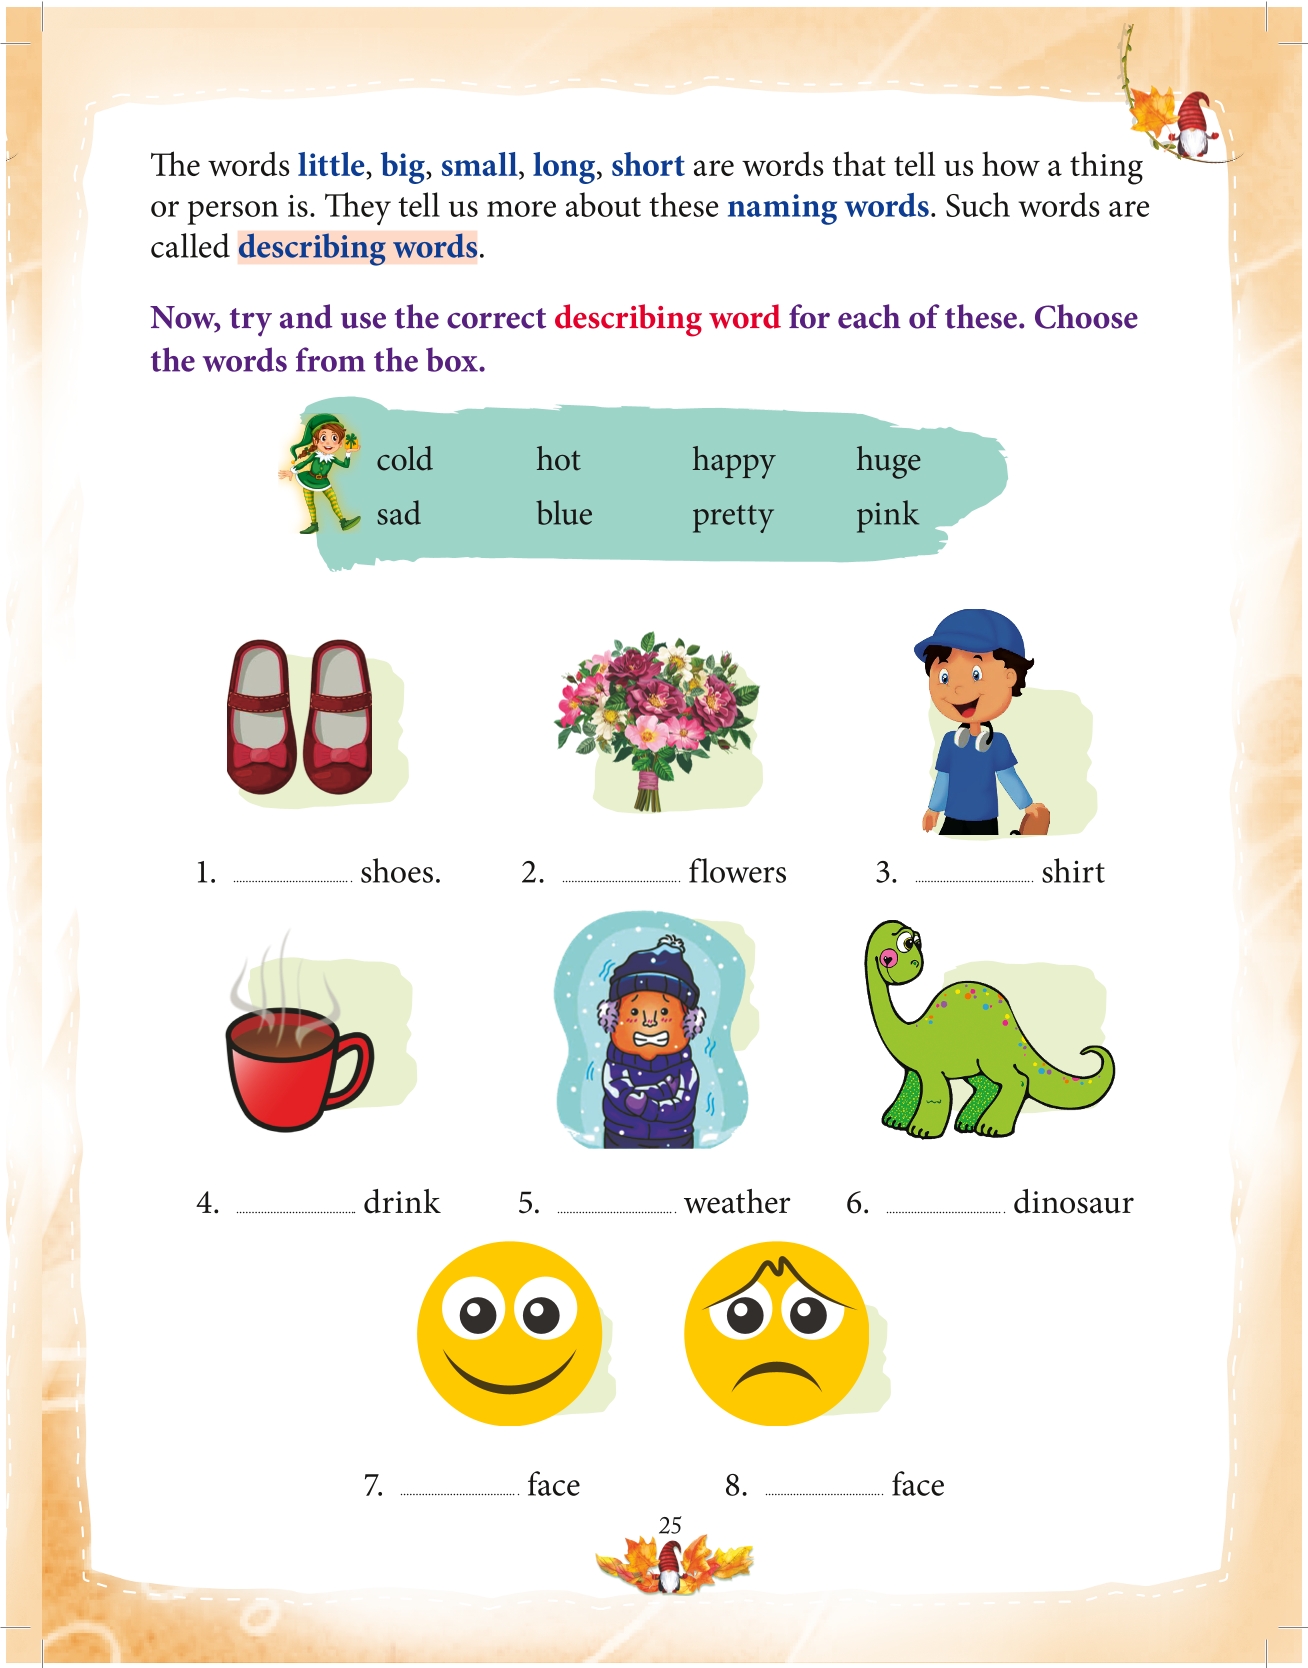 The words little, big, small, long, short are words that tell us how a thing
or person is. They tell us more about these naming words. Such words are
called describing words.
Now, try and use the correct describing word for each of these. Choose
the words from the box.
cold hot happy huge
sad blue pretty pink
1. .............................. shoes. 2. .............................. flowers 3. .............................. shirt
4. .............................. drink 5. .............................. weather 6. .............................. dinosaur
7. .............................. face 8. .............................. face
25